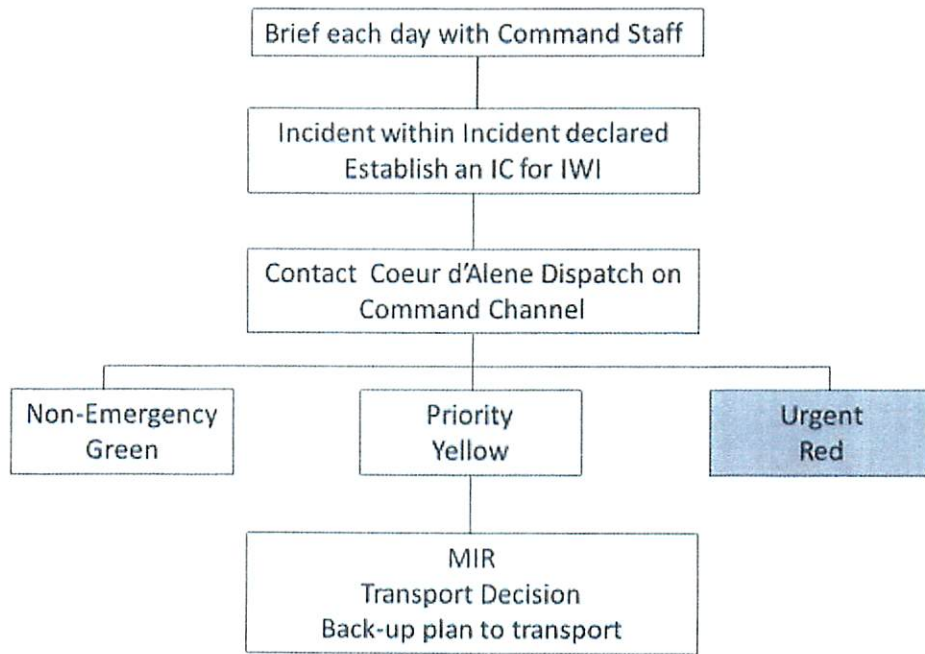 Brief each day with Command Staff
Incident within Incident declared
Establish an IC for IWI
Contact Coeur d'Alene Dispatch on
Command Channel
Non-Emergency
Green
Priority
Yellow
Urgent
Red
MIR
Transport Decision
Back-up plan to transport